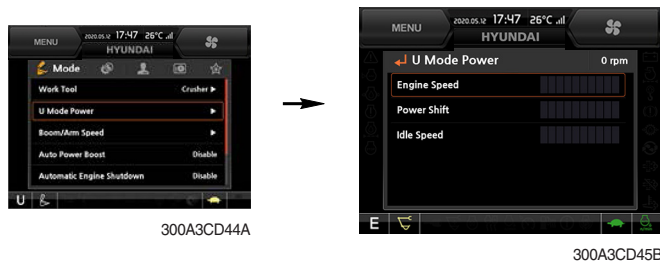 MENU
2020.05.12 17:47 26°C .ıl
HYUNDAI
Mode
Work Tool Crusher ▶
U Mode Power ▶
Boom/Arm Speed ▶
Auto Power Boost Disable
Automatic Engine Shutdown Disable
U
300A3CD44A
MENU
2020.05.12 17:47 26°C .ıl
HYUNDAI
U Mode Power 0 rpm
Engine Speed
Power Shift
Idle Speed
E
300A3CD45B